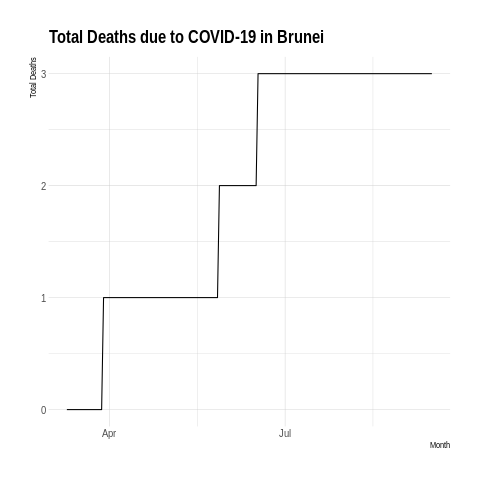 Total Deaths due to COVID-19 in Brunei
Total Deaths
3
2
1
0
Apr
Jul
Month